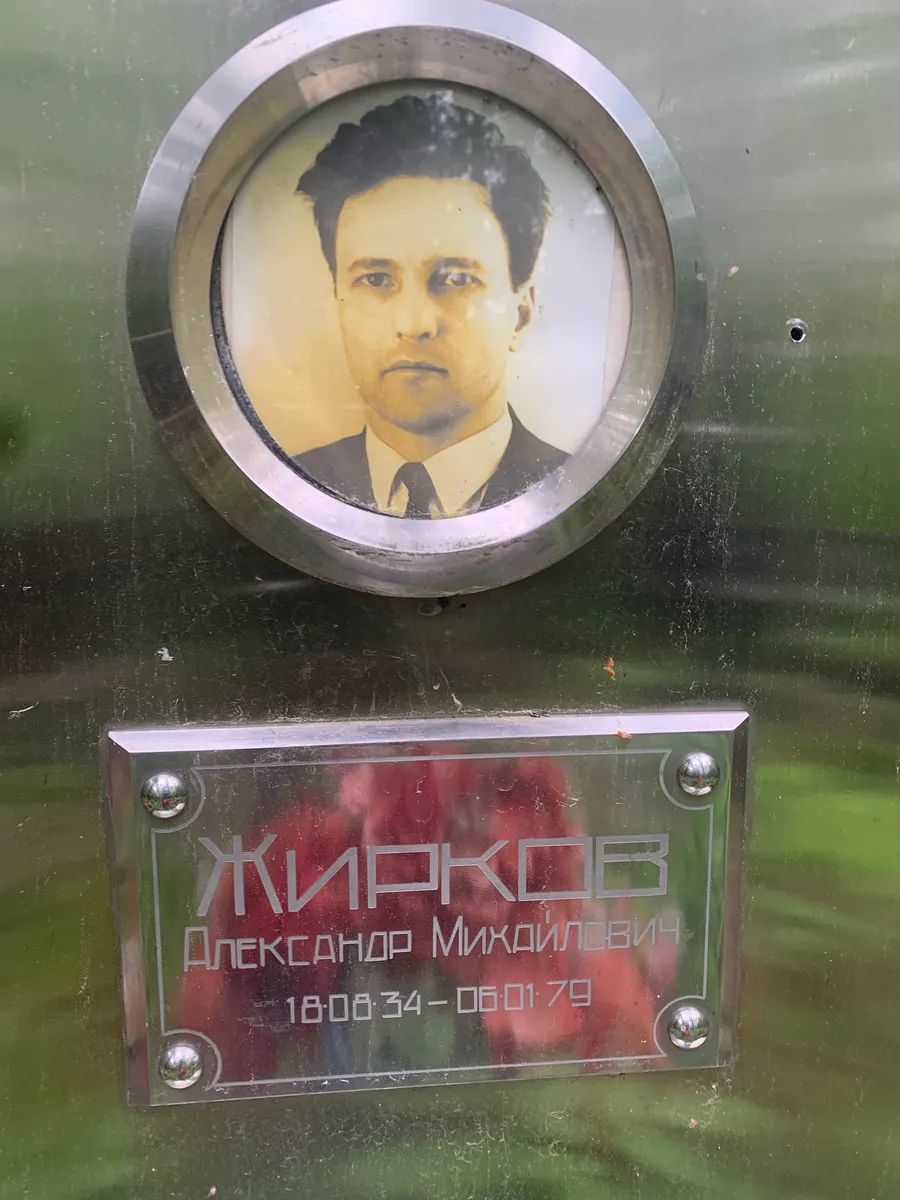 ЖИРКОВ
Александр Михайлович
18·08·34 – 06·01·79